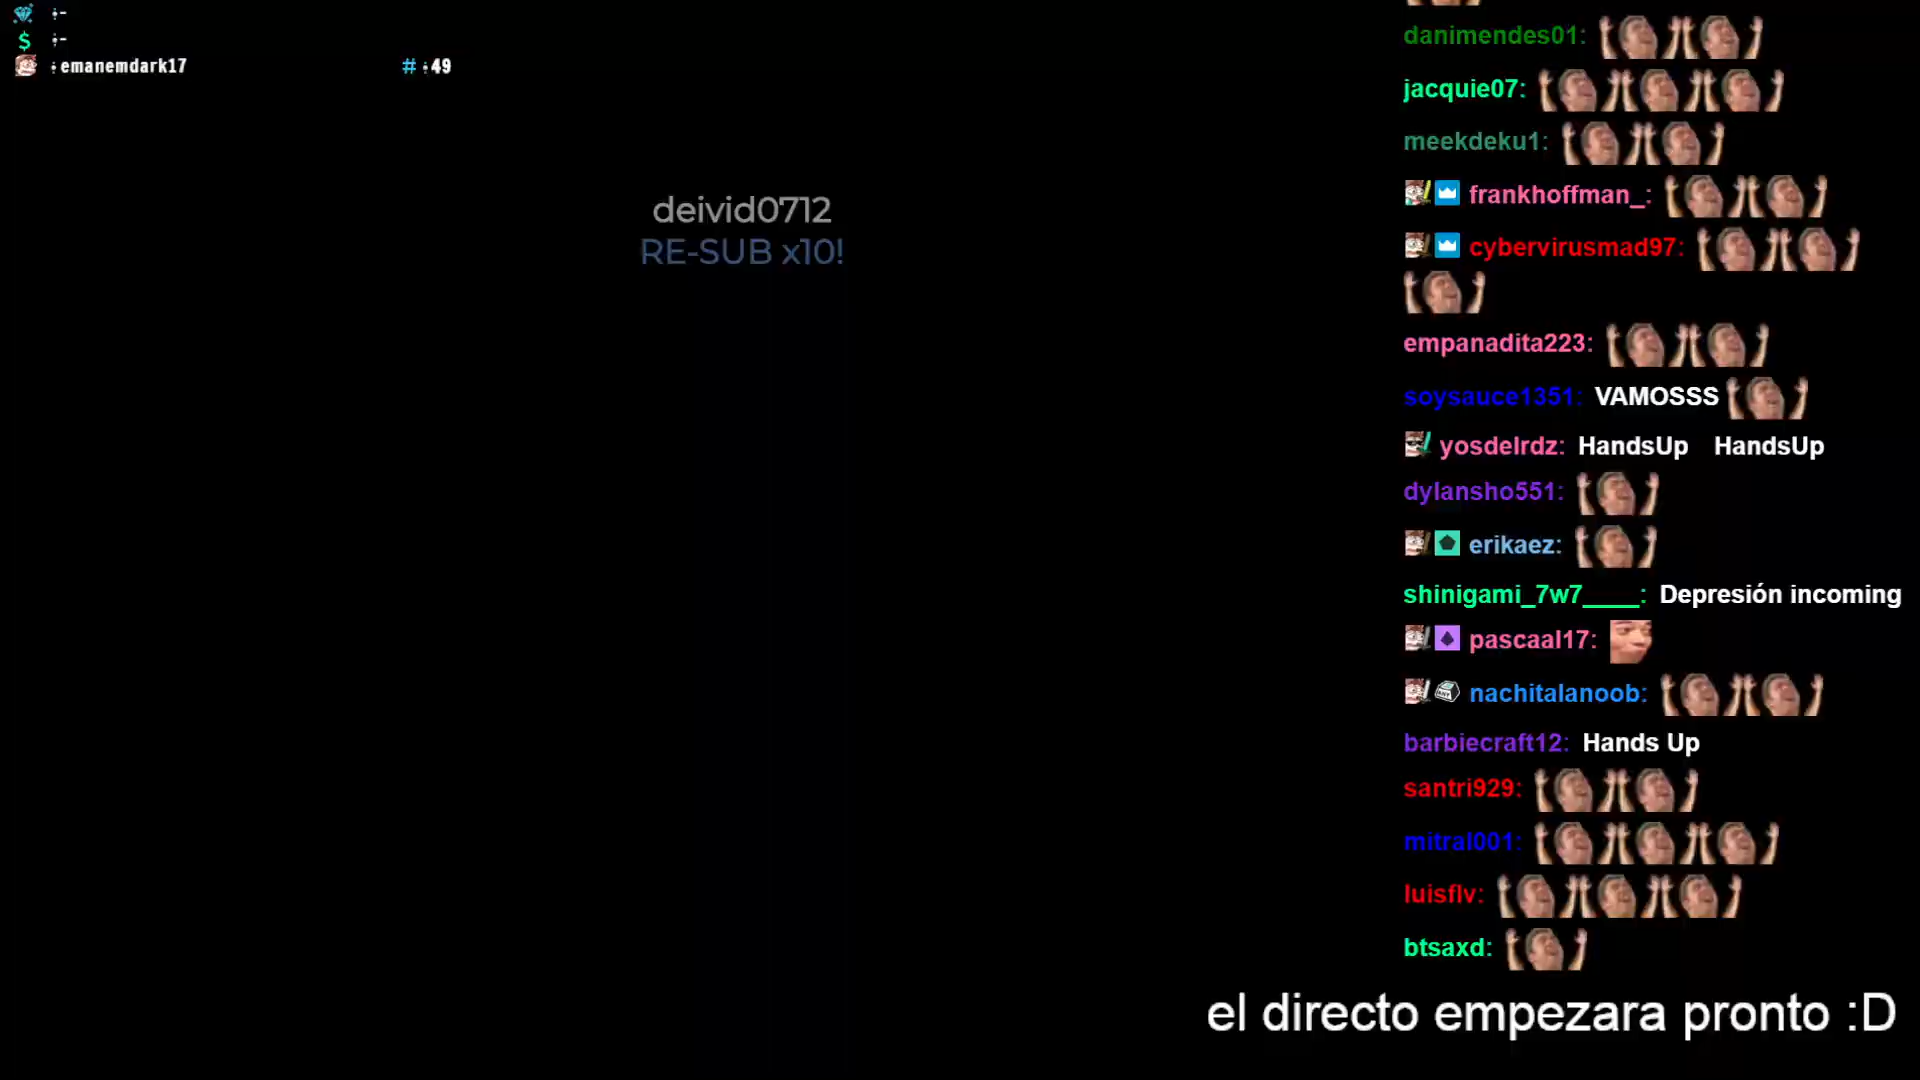 :-
$ :-
:emanemdark17 # :49
deivid0712
RE-SUB x10!
danimendes01:
jacquie07:
meekdeku1:
frankhoffman_:
cybervirusmad97:
empanadita223:
soysauce1351: VAMOSSS
yosdelrdz: HandsUp HandsUp
dylansho551:
erikaez:
shinigami_7w7____: Depresión incoming
pascaal17:
nachitalanoob:
barbiecraft12: Hands Up
santri929:
mitral001:
luisflv:
btsaxd:
el directo empezara pronto :D